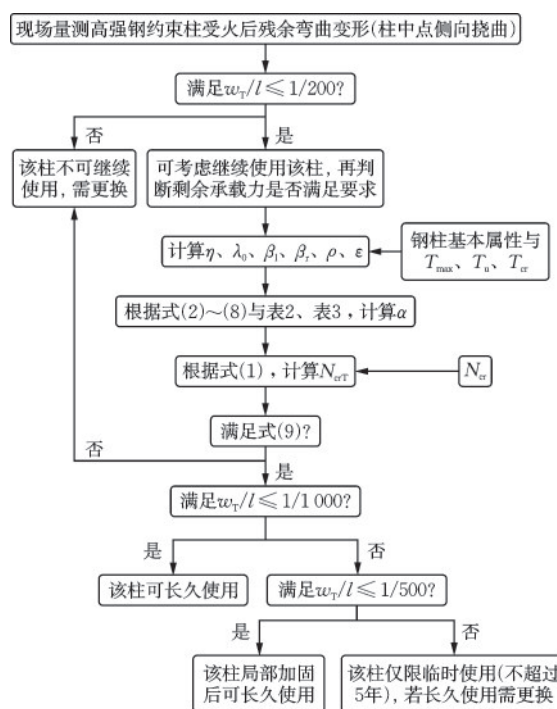 现场量测高强钢约束柱受火后残余弯曲变形(柱中点侧向挠曲)
满足w_T/l≤1/200?
否
是
该柱不可继续
使用,需更换
可考虑继续使用该柱,再判
断剩余承载力是否满足要求
计算η、λ_0、β_l、β_r、ρ、ε
钢柱基本属性与
T_max、T_u、T_cr
根据式(2)~(8)与表2、表3,计算α
根据式(1),计算N_crT
N_cr
满足式(9)?
否
是
满足w_T/l≤1/1 000?
是
否
该柱可长久使用
满足w_T/l≤1/500?
是
否
该柱局部加固
后可长久使用
该柱仅限临时使用(不超过
5年),若长久使用需更换